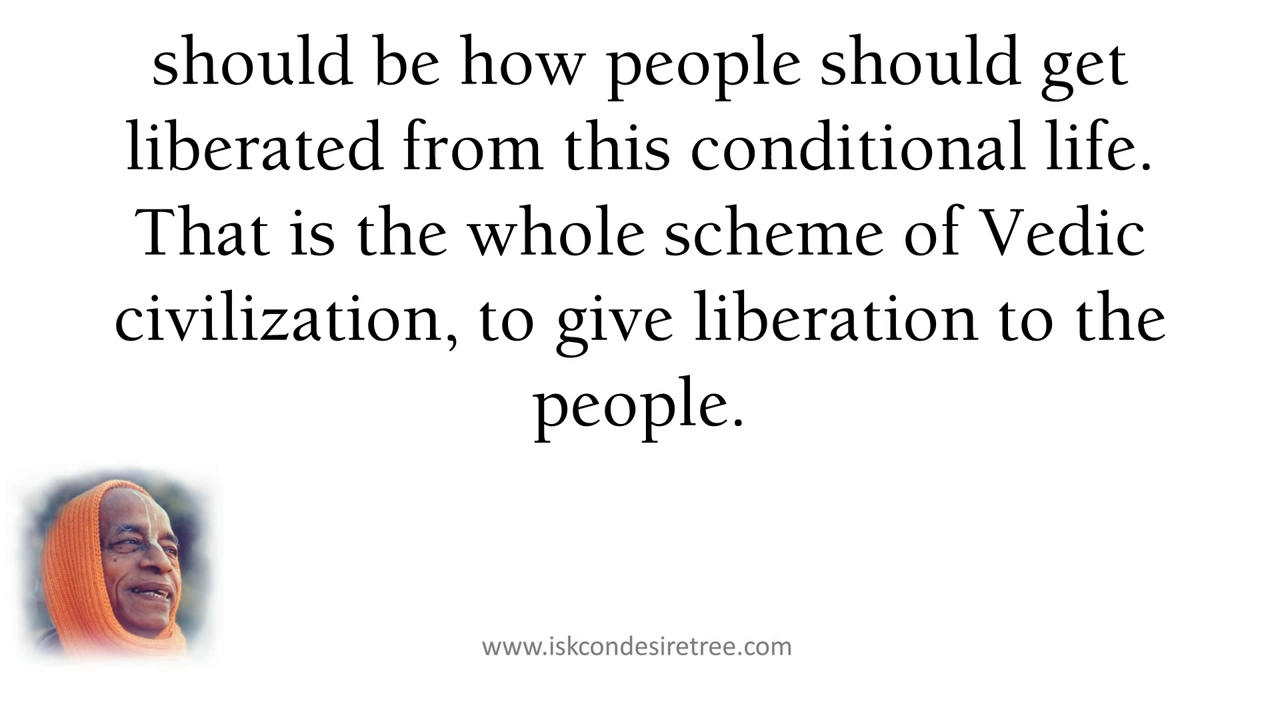 should be how people should get
liberated from this conditional life.
That is the whole scheme of Vedic
civilization, to give liberation to the
people.
www.iskcondesiretree.com